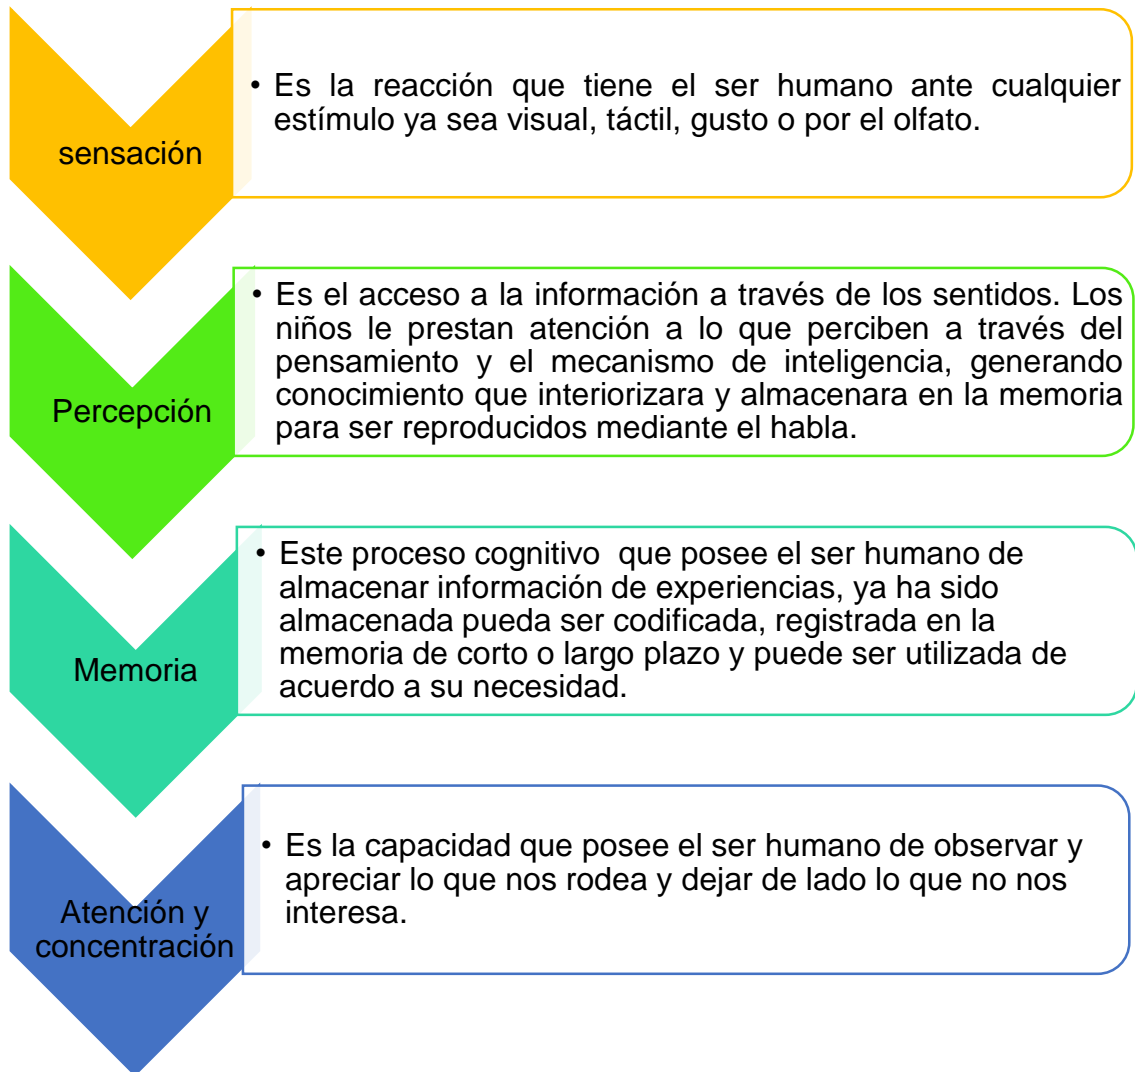 sensación
• Es la reacción que tiene el ser humano ante cualquier
estímulo ya sea visual, táctil, gusto o por el olfato.
Percepción
• Es el acceso a la información a través de los sentidos. Los
niños le prestan atención a lo que perciben a través del
pensamiento y el mecanismo de inteligencia, generando
conocimiento que interiorizara y almacenara en la memoria
para ser reproducidos mediante el habla.
Memoria
• Este proceso cognitivo que posee el ser humano de
almacenar información de experiencias, ya ha sido
almacenada pueda ser codificada, registrada en la
memoria de corto o largo plazo y puede ser utilizada de
acuerdo a su necesidad.
Atención y
concentración
• Es la capacidad que posee el ser humano de observar y
apreciar lo que nos rodea y dejar de lado lo que no nos
interesa.